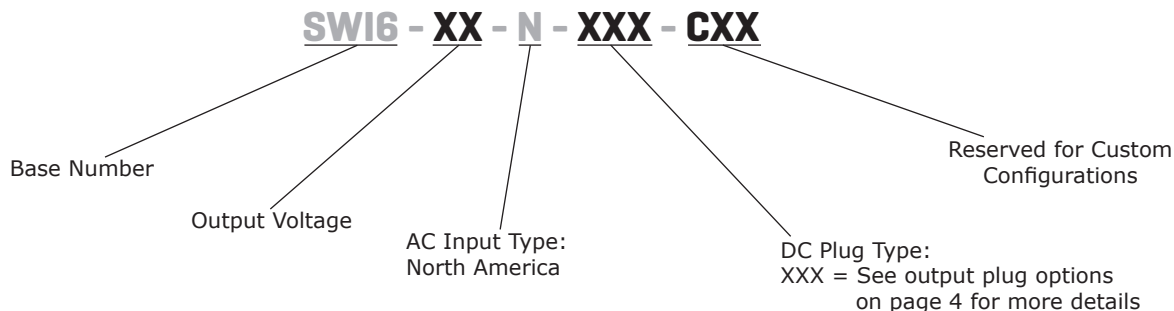 SWI6 - XX - N - XXX - CXX
Base Number
Output Voltage
AC Input Type:
North America
DC Plug Type:
XXX = See output plug options
on page 4 for more details
Reserved for Custom
Configurations